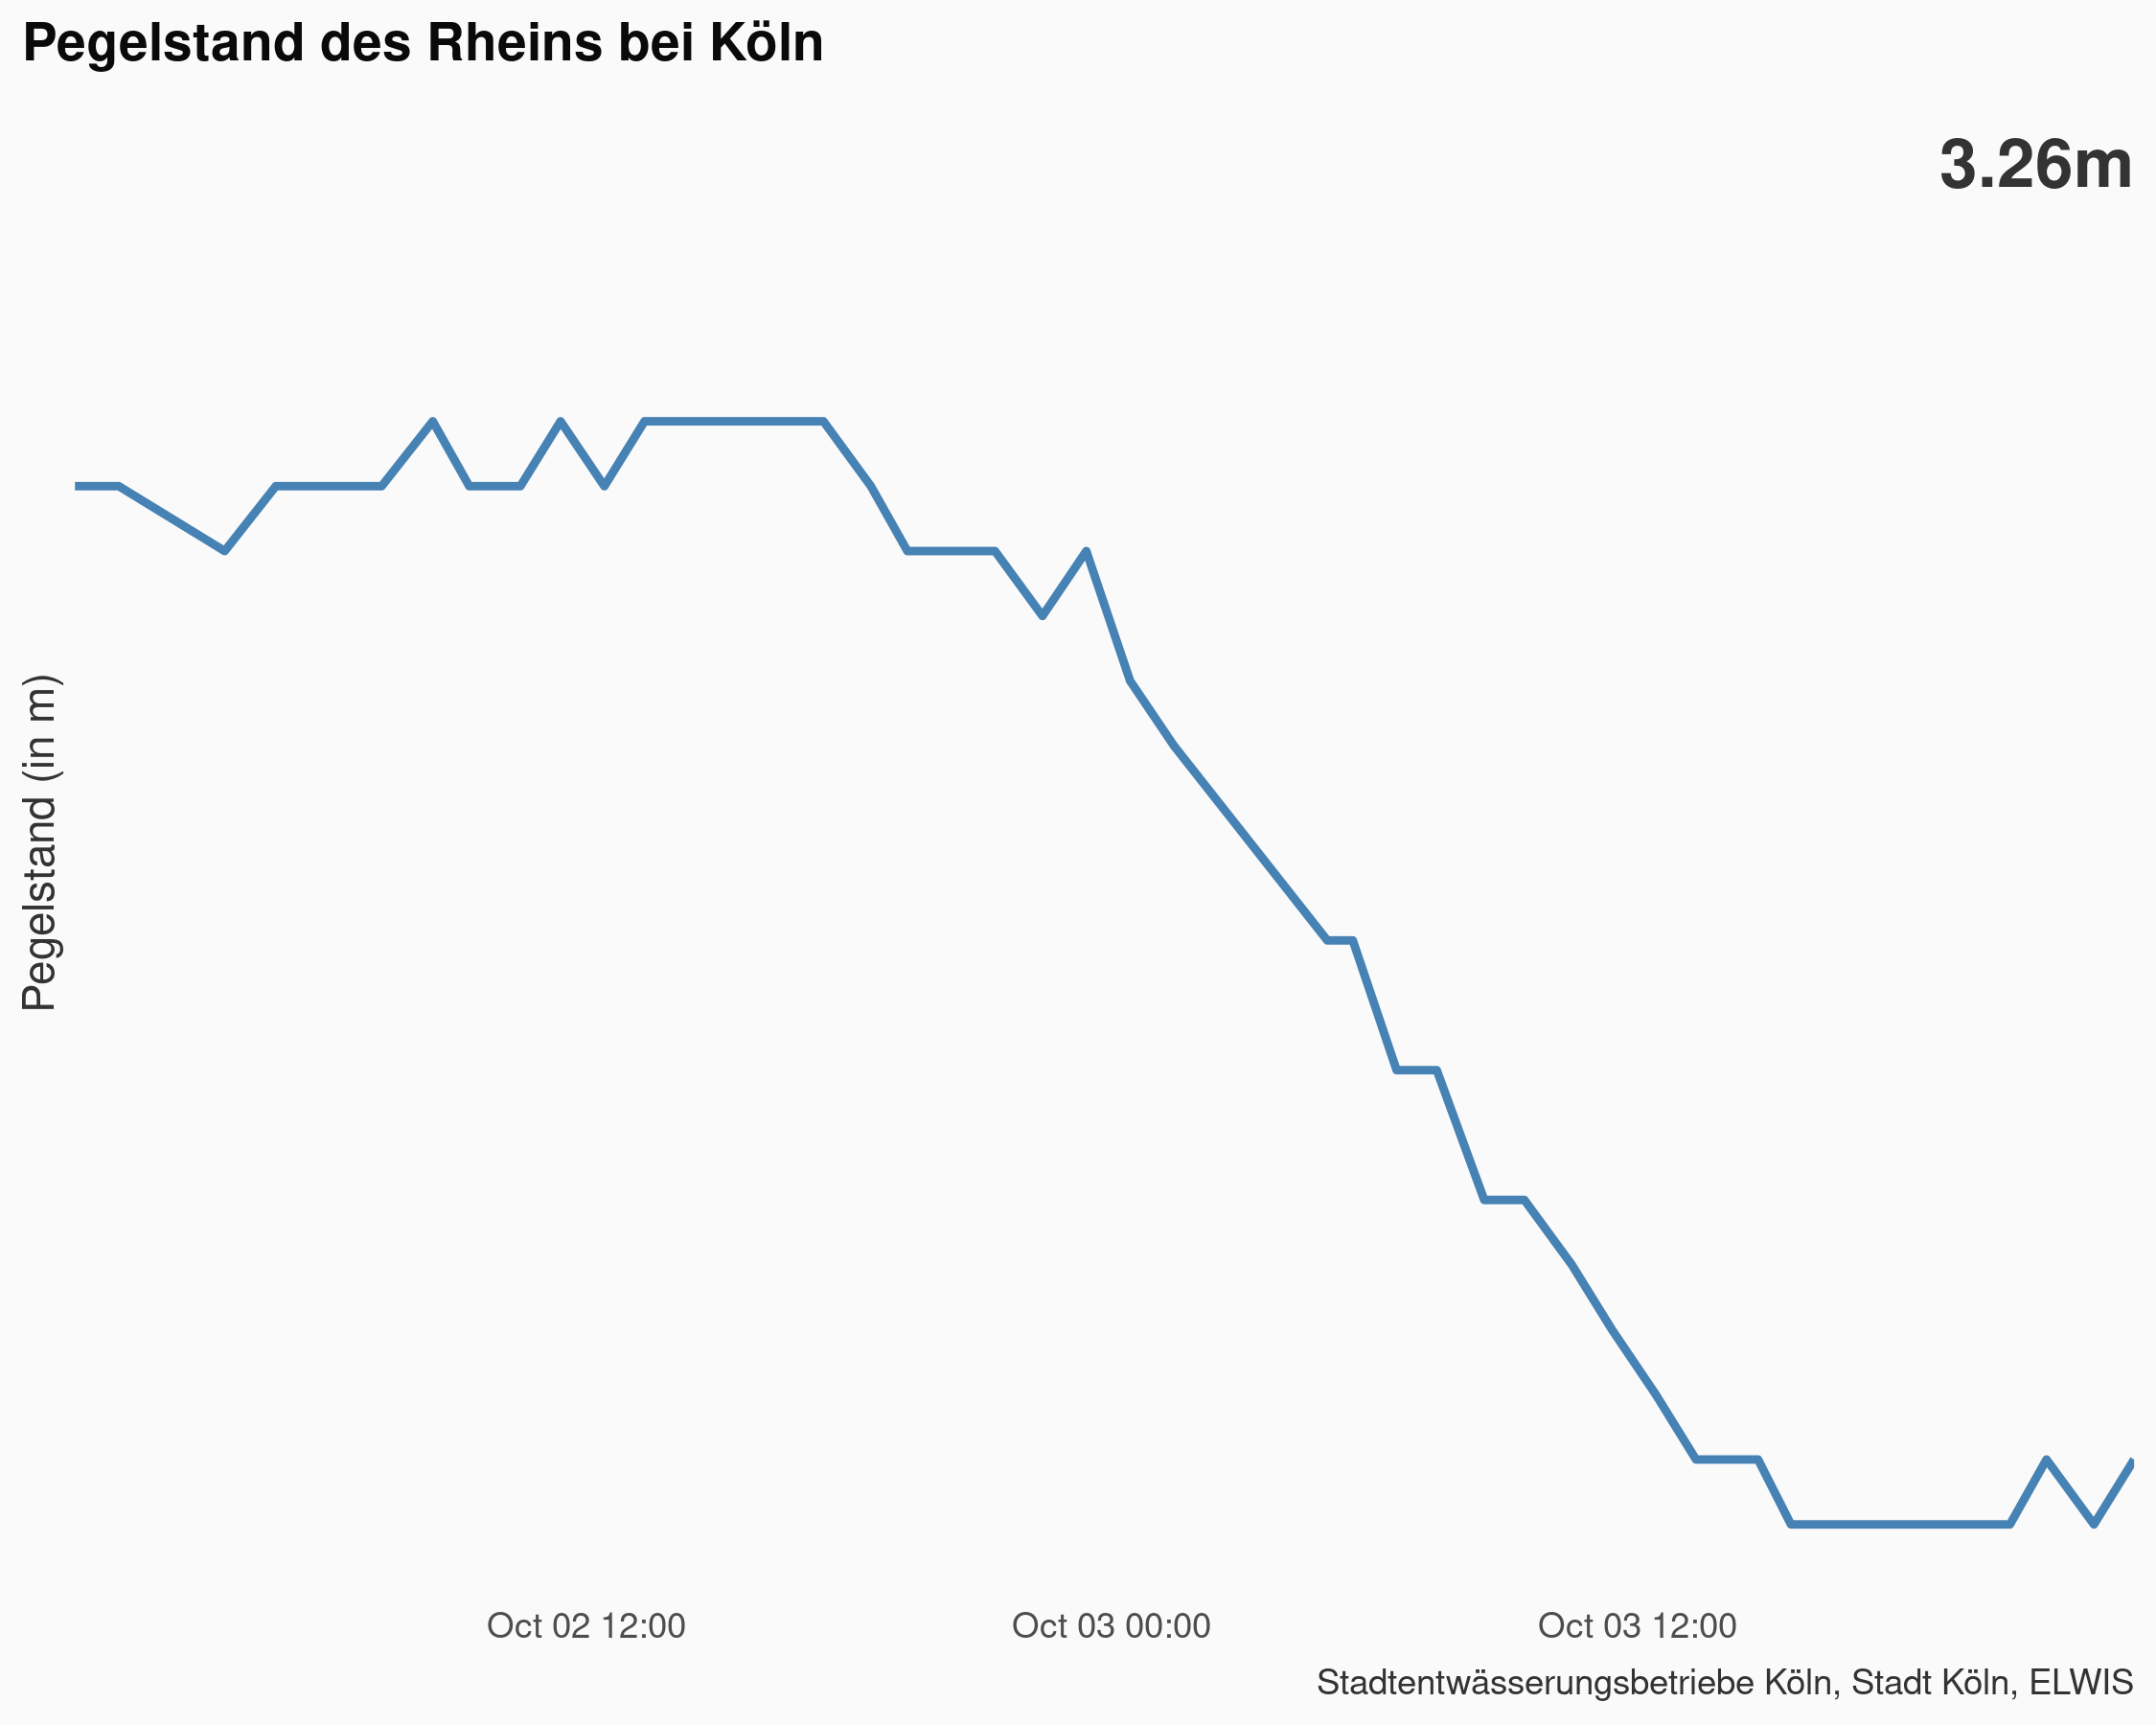 Pegelstand des Rheins bei Köln
3.26m
Pegelstand (in m)
Oct 02 12:00
Oct 03 00:00
Oct 03 12:00
Stadtentwässerungsbetriebe Köln, Stadt Köln, ELWIS